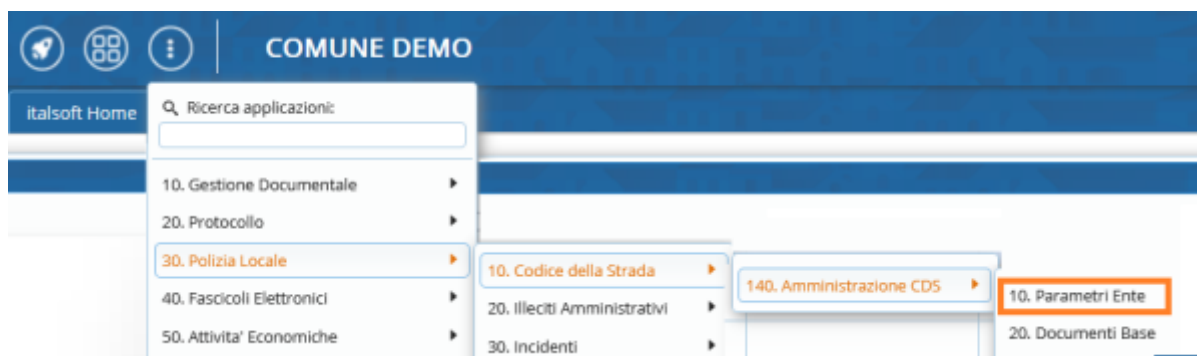 COMUNE DEMO
italsoft Home
Ricerca applicazioni:
10. Gestione Documentale
20. Protocollo
30. Polizia Locale
40. Fascicoli Elettronici
50. Attivita' Economiche
10. Codice della Strada
20. Illeciti Amministrativi
30. Incidenti
140. Amministrazione CDS
10. Parametri Ente
20. Documenti Base